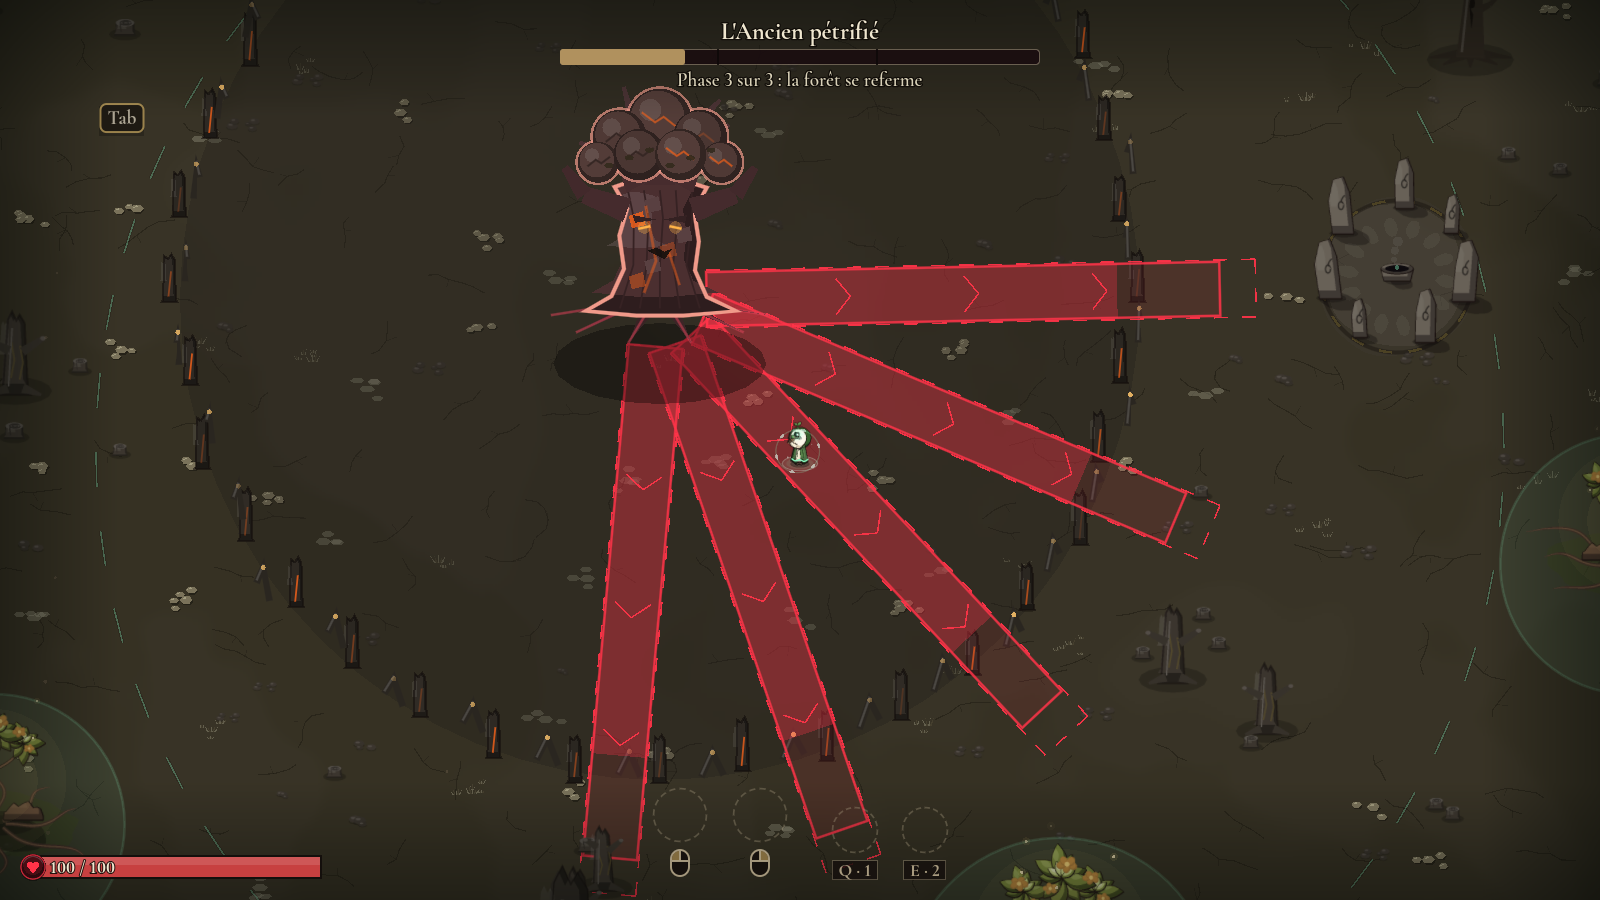 L'Ancien pétrifié
Phase 3 sur 3 : la forêt se referme
Tab
100 / 100
Q · 1
E · 2